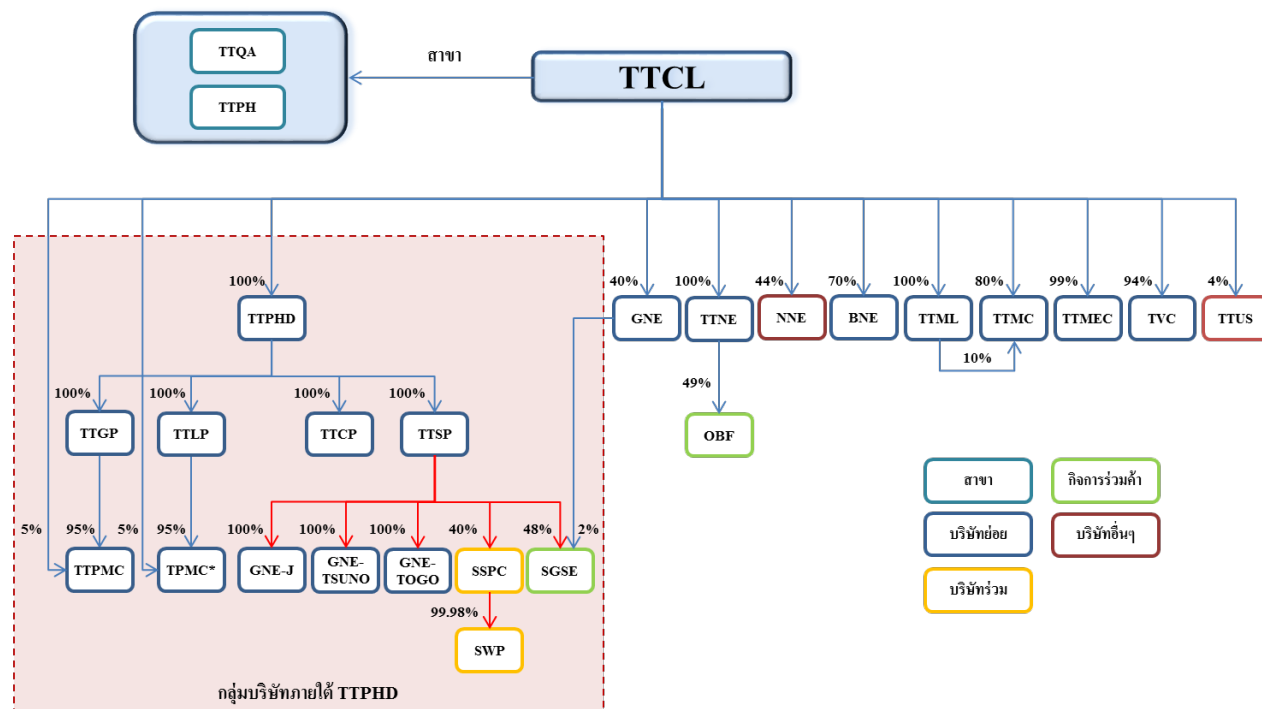 TTQA
สาขา
TTCL
TTPH
100%
40%
100%
44%
70%
100%
80%
99%
94%
4%
TTPHD
GNE
TTNE
NNE
BNE
TTML
TTMC
TTMEC
TVC
TTUS
10%
100%
100%
100%
100%
49%
TTGP
TTLP
TTCP
TTSP
OBF
สาขา
กิจการร่วมค้า
5%
95%
5%
95%
100%
100%
100%
40%
48%
2%
บริษัทย่อย
บริษัทอื่นๆ
TTPMC
TPMC*
GNE-J
GNE-
TSUNO
GNE-
TOGO
SSPC
SGSE
บริษัทร่วม
99.98%
SWP
กลุ่มบริษัทภายใต้ TTPHD